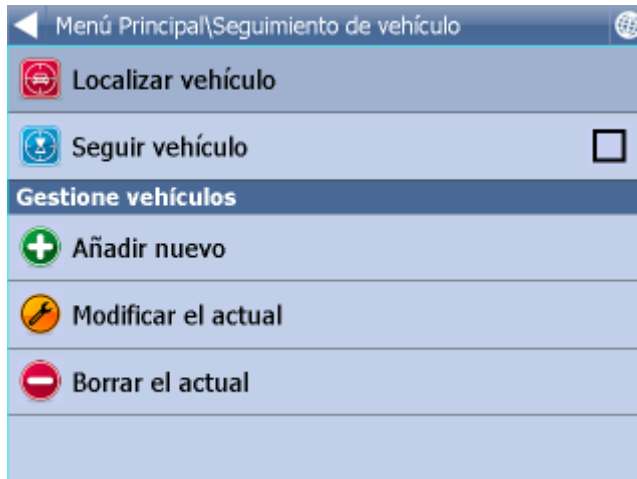 Menú Principal\Seguimiento de vehículo
Localizar vehículo
Seguir vehículo
Gestione vehículos
Añadir nuevo
Modificar el actual
Borrar el actual